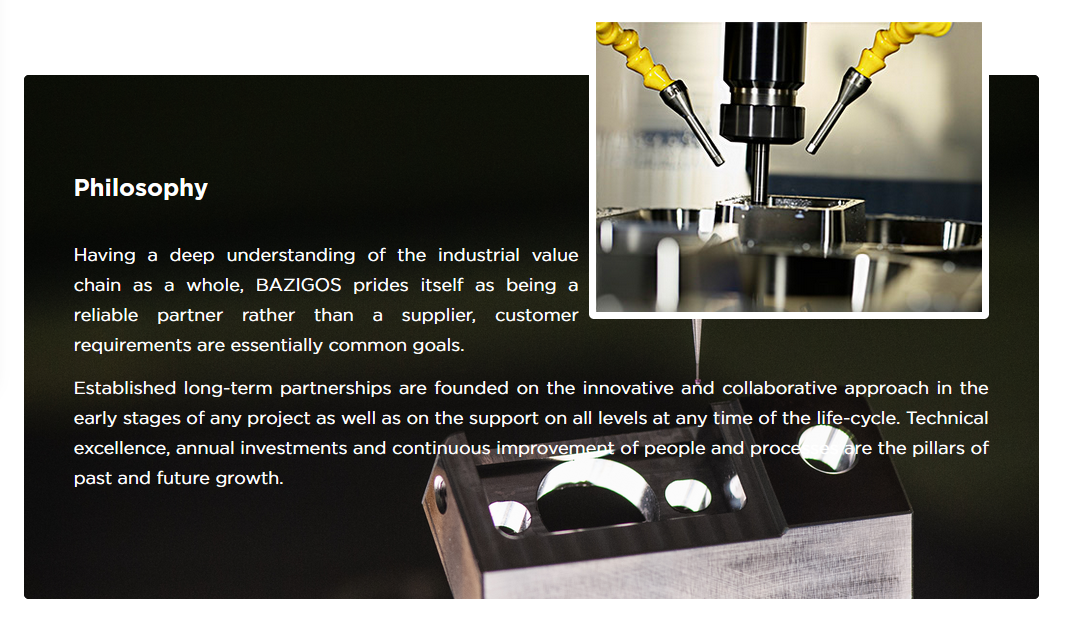 Philosophy
Having a deep understanding of the industrial value
chain as a whole, BAZIGOS prides itself as being a
reliable partner rather than a supplier, customer
requirements are essentially common goals.
Established long-term partnerships are founded on the innovative and collaborative approach in the
early stages of any project as well as on the support on all levels at any time of the life-cycle. Technical
excellence, annual investments and continuous improvement of people and processes are the pillars of
past and future growth.